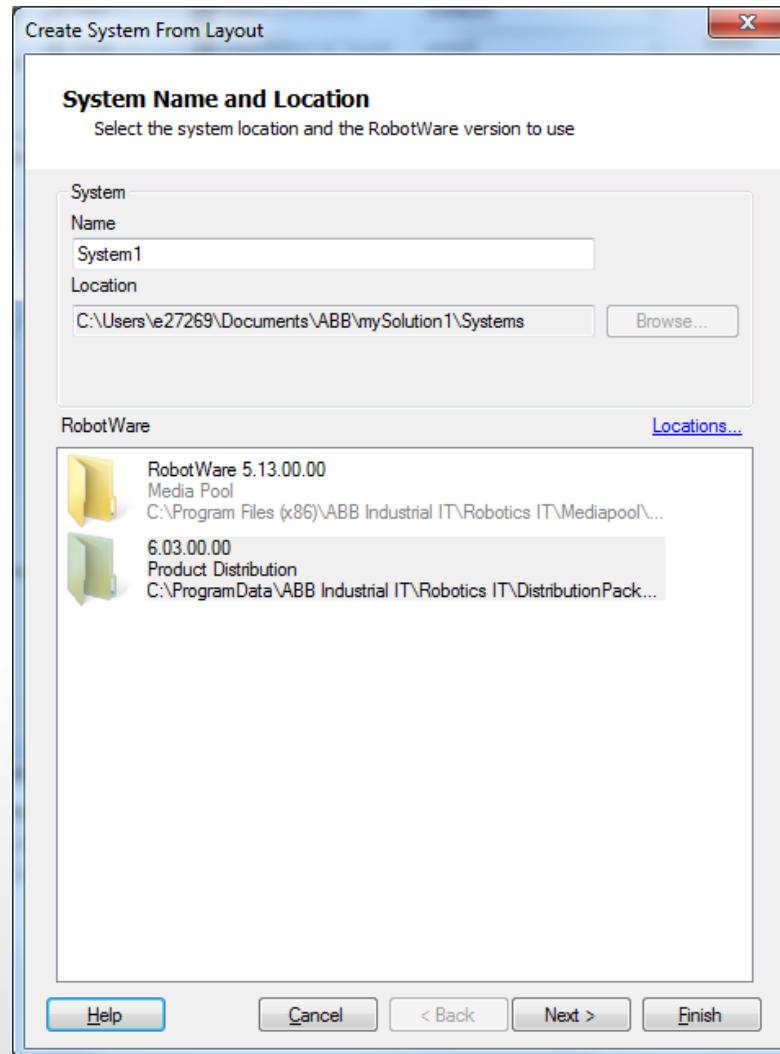 Create System From Layout
System Name and Location
Select the system location and the RobotWare version to use
System
Name
System1
Location
C:\Users\e27269\Documents\ABB\mySolution1\Systems
Browse...
RobotWare
Locations...
RobotWare 5.13.00.00
Media Pool
C:\Program Files (x86)\ABB Industrial IT\Robotics IT\Mediapool\...
6.03.00.00
Product Distribution
C:\ProgramData\ABB Industrial IT\Robotics IT\DistributionPack...
Help
Cancel
< Back
Next >
Finish